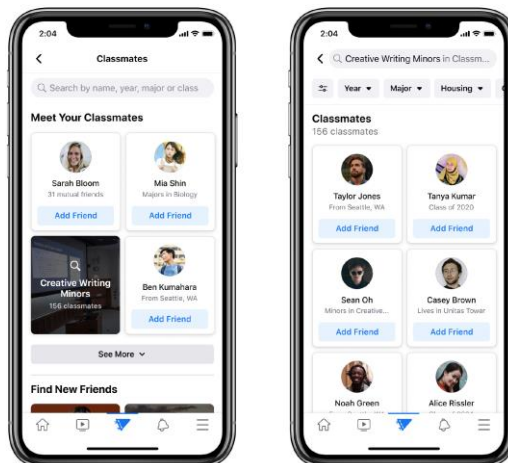 2:04
Classmates
Search by name, year, major or class
Meet Your Classmates
Sarah Bloom
31 mutual friends
Add Friend
Mia Shin
Majors in Biology
Add Friend
Creative Writing
Minors
156 classmates
Ben Kumahara
From Seattle, WA
Add Friend
See More
Find New Friends
2:04
Creative Writing Minors in Classm...
Year
Major
Housing
Classmates
156 classmates
Taylor Jones
From Seattle, WA
Add Friend
Tanya Kumar
Class of 2020
Add Friend
Sean Oh
Minors in Creative...
Add Friend
Casey Brown
Lives in Unitas Tower
Add Friend
Noah Green
Alice Rissler